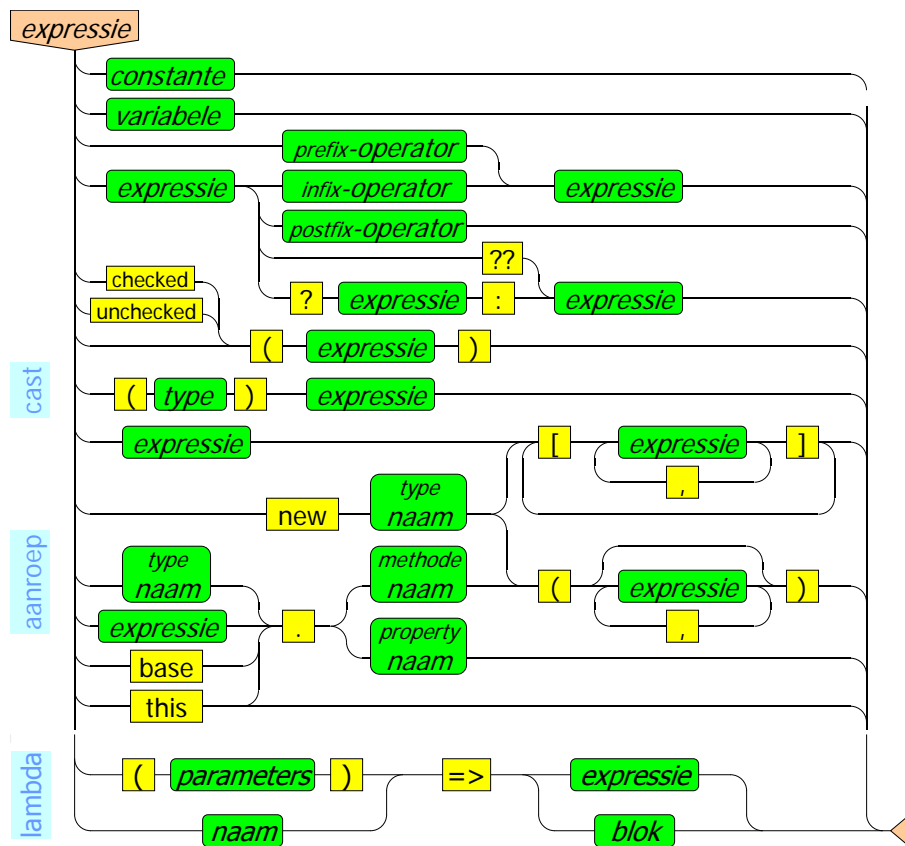 expressie
constante
variabele
prefix-operator
expressie infix-operator expressie
postfix-operator
??
checked
? expressie : expressie
unchecked
( expressie )
cast
( type ) expressie
expressie [ expressie ]
,
new type naam
aanroep
type naam
methode naam ( expressie )
,
expressie .
property naam
base
this
lambda
( parameters ) => expressie
naam blok